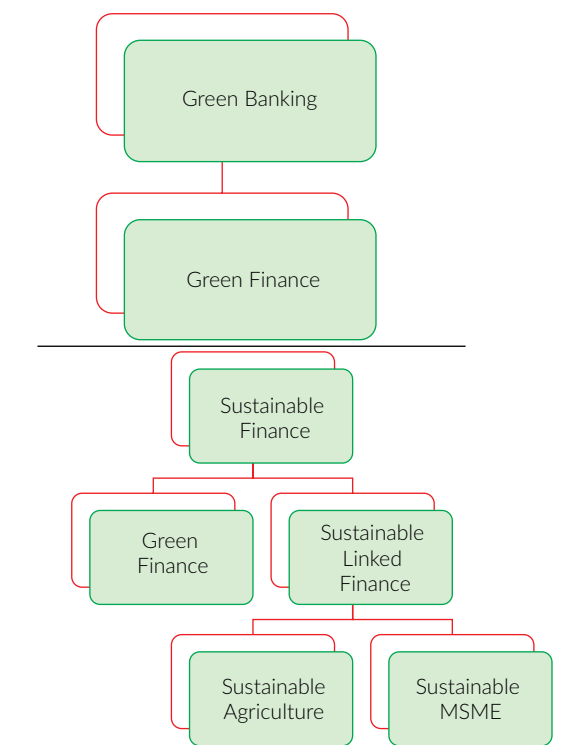 Green Banking
Green Finance
Sustainable
Finance
Green
Finance
Sustainable
Linked
Finance
Sustainable
Agriculture
Sustainable
MSME